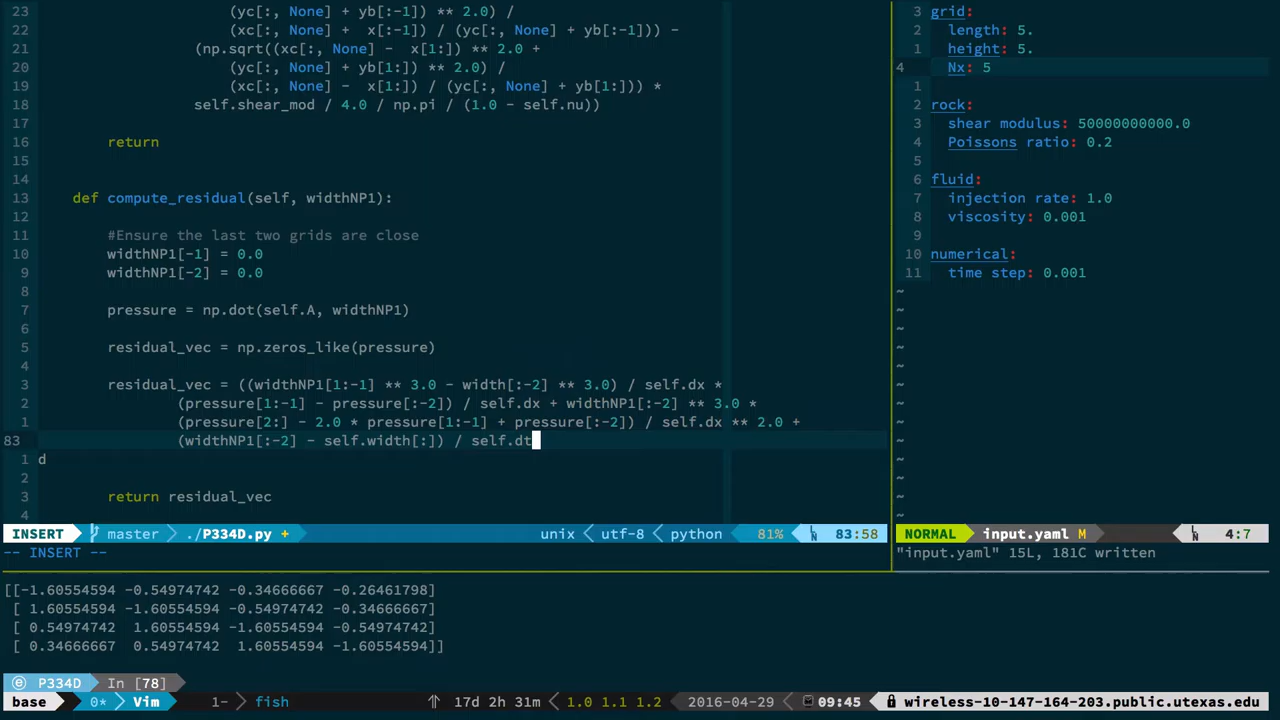 23 (yc[:, None] + yb[:-1]) ** 2.0) /
22 (xc[:, None] +  x[:-1]) / (yc[:, None] + yb[:-1])) -
21 (np.sqrt((xc[:, None] -  x[1:]) ** 2.0 +
20 (yc[:, None] + yb[1:]) ** 2.0) /
19 (xc[:, None] -  x[1:]) / (yc[:, None] + yb[1:])) *
18 self.shear_mod / 4.0 / np.pi / (1.0 - self.nu))
17
16 return
15
14
13 def compute_residual(self, widthNP1):
12
11 #Ensure the last two grids are close
10 widthNP1[-1] = 0.0
9 widthNP1[-2] = 0.0
8
7 pressure = np.dot(self.A, widthNP1)
6
5 residual_vec = np.zeros_like(pressure)
4
3 residual_vec = ((widthNP1[1:-1] ** 3.0 - width[:-2] ** 3.0) / self.dx *
2 (pressure[1:-1] - pressure[:-2]) / self.dx + widthNP1[:-2] ** 3.0 *
1 (pressure[2:] - 2.0 * pressure[1:-1] + pressure[:-2]) / self.dx ** 2.0 +
83 (widthNP1[:-2] - self.width[:]) / self.dt
1 d
2
3 return residual_vec
4
INSERT master ./P334D.py + unix utf-8 python 81% 83:58
-- INSERT --
3 grid:
2 length: 5.
1 height: 5.
4 Nx: 5
1
2 rock:
3 shear modulus: 50000000000.0
4 Poissons ratio: 0.2
5
6 fluid:
7 injection rate: 1.0
8 viscosity: 0.001
9
10 numerical:
11 time step: 0.001
~
~
~
~
~
~
~
~
~
~
~
~
~
NORMAL input.yaml M 4:7
"input.yaml" 15L, 181C written
[[-1.60554594 -0.54974742 -0.34666667 -0.26461798]
[ 1.60554594 -1.60554594 -0.54974742 -0.34666667]
[ 0.54974742  1.60554594 -1.60554594 -0.54974742]
[ 0.34666667  0.54974742  1.60554594 -1.60554594]]
ⓔ P334D In [78]
base 0* Vim 1- fish 17d 2h 31m 1.0 1.1 1.2 2016-04-29 09:45 wireless-10-147-164-203.public.utexas.edu